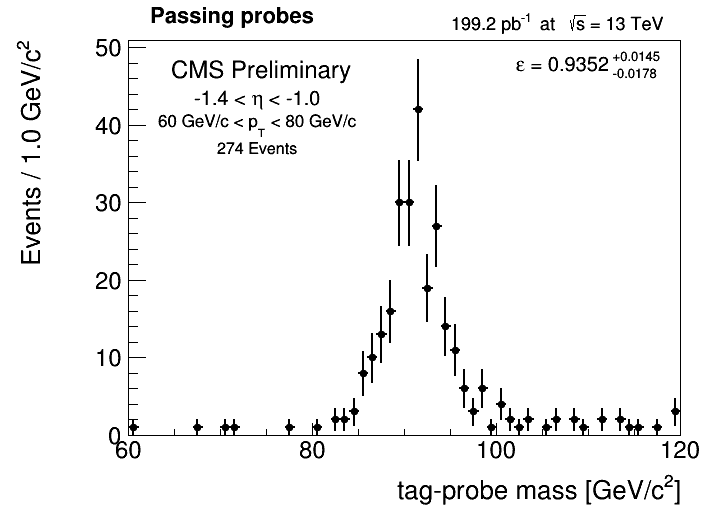 Passing probes
199.2 pb⁻¹ at √s = 13 TeV
CMS Preliminary
-1.4 < η < -1.0
60 GeV/c < p_T < 80 GeV/c
274 Events
ε = 0.9352 +0.0145 -0.0178
Events / 1.0 GeV/c²
50
40
30
20
10
0
60 80 100 120
tag-probe mass [GeV/c²]